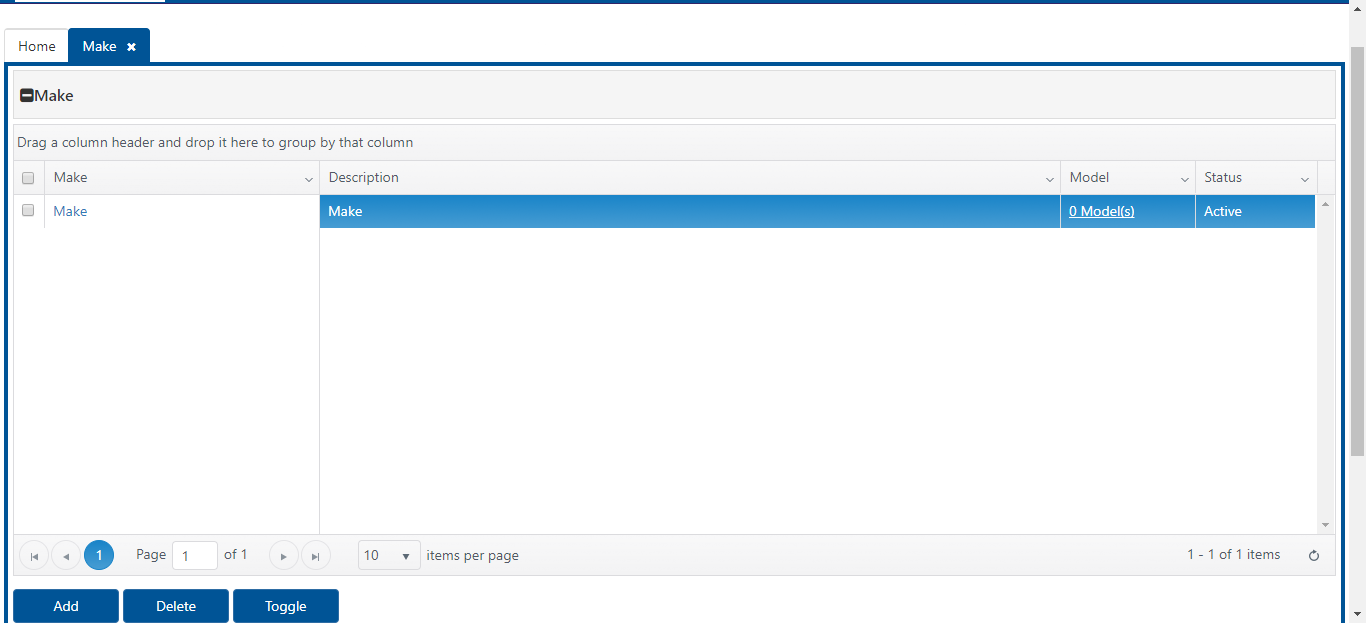 Home Make
Make
Drag a column header and drop it here to group by that column
Make Description Model Status
Make Make 0 Model(s) Active
1 Page 1 of 1 10 items per page 1 - 1 of 1 items
Add Delete Toggle